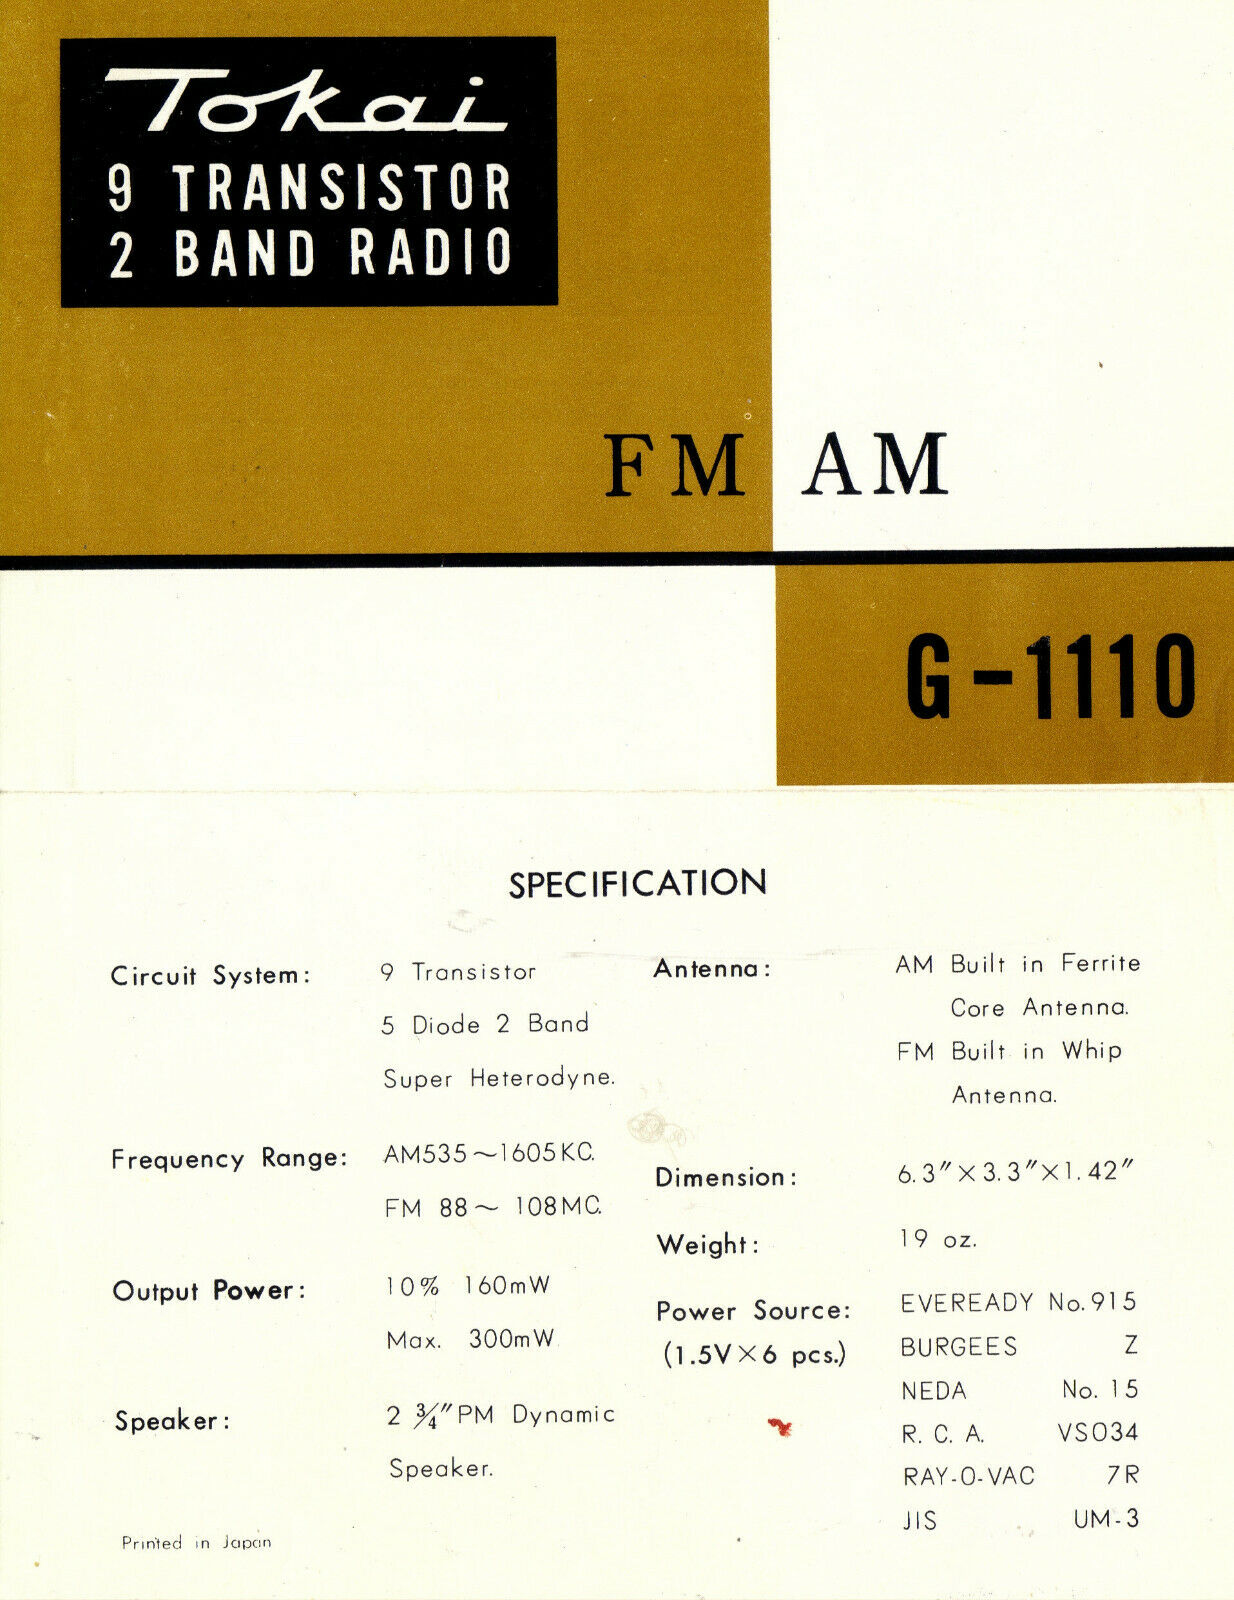 Tokai
9 TRANSISTOR
2 BAND RADIO
FM AM
G-1110
SPECIFICATION
Circuit System: 9 Transistor
5 Diode 2 Band
Super Heterodyne.
Frequency Range: AM535~1605KC.
FM 88~ 108MC.
Output Power: 10% 160mW
Max. 300mW
Speaker: 2 3/4" PM Dynamic
Speaker.
Printed in Japan
Antenna: AM Built in Ferrite
Core Antenna.
FM Built in Whip
Antenna.
Dimension: 6.3"×3.3"×1.42"
Weight: 19 oz.
Power Source: EVEREADY No.915
(1.5V×6 pcs.) BURGEES Z
NEDA No. 15
R. C. A. VS034
RAY-O-VAC 7R
JIS UM-3